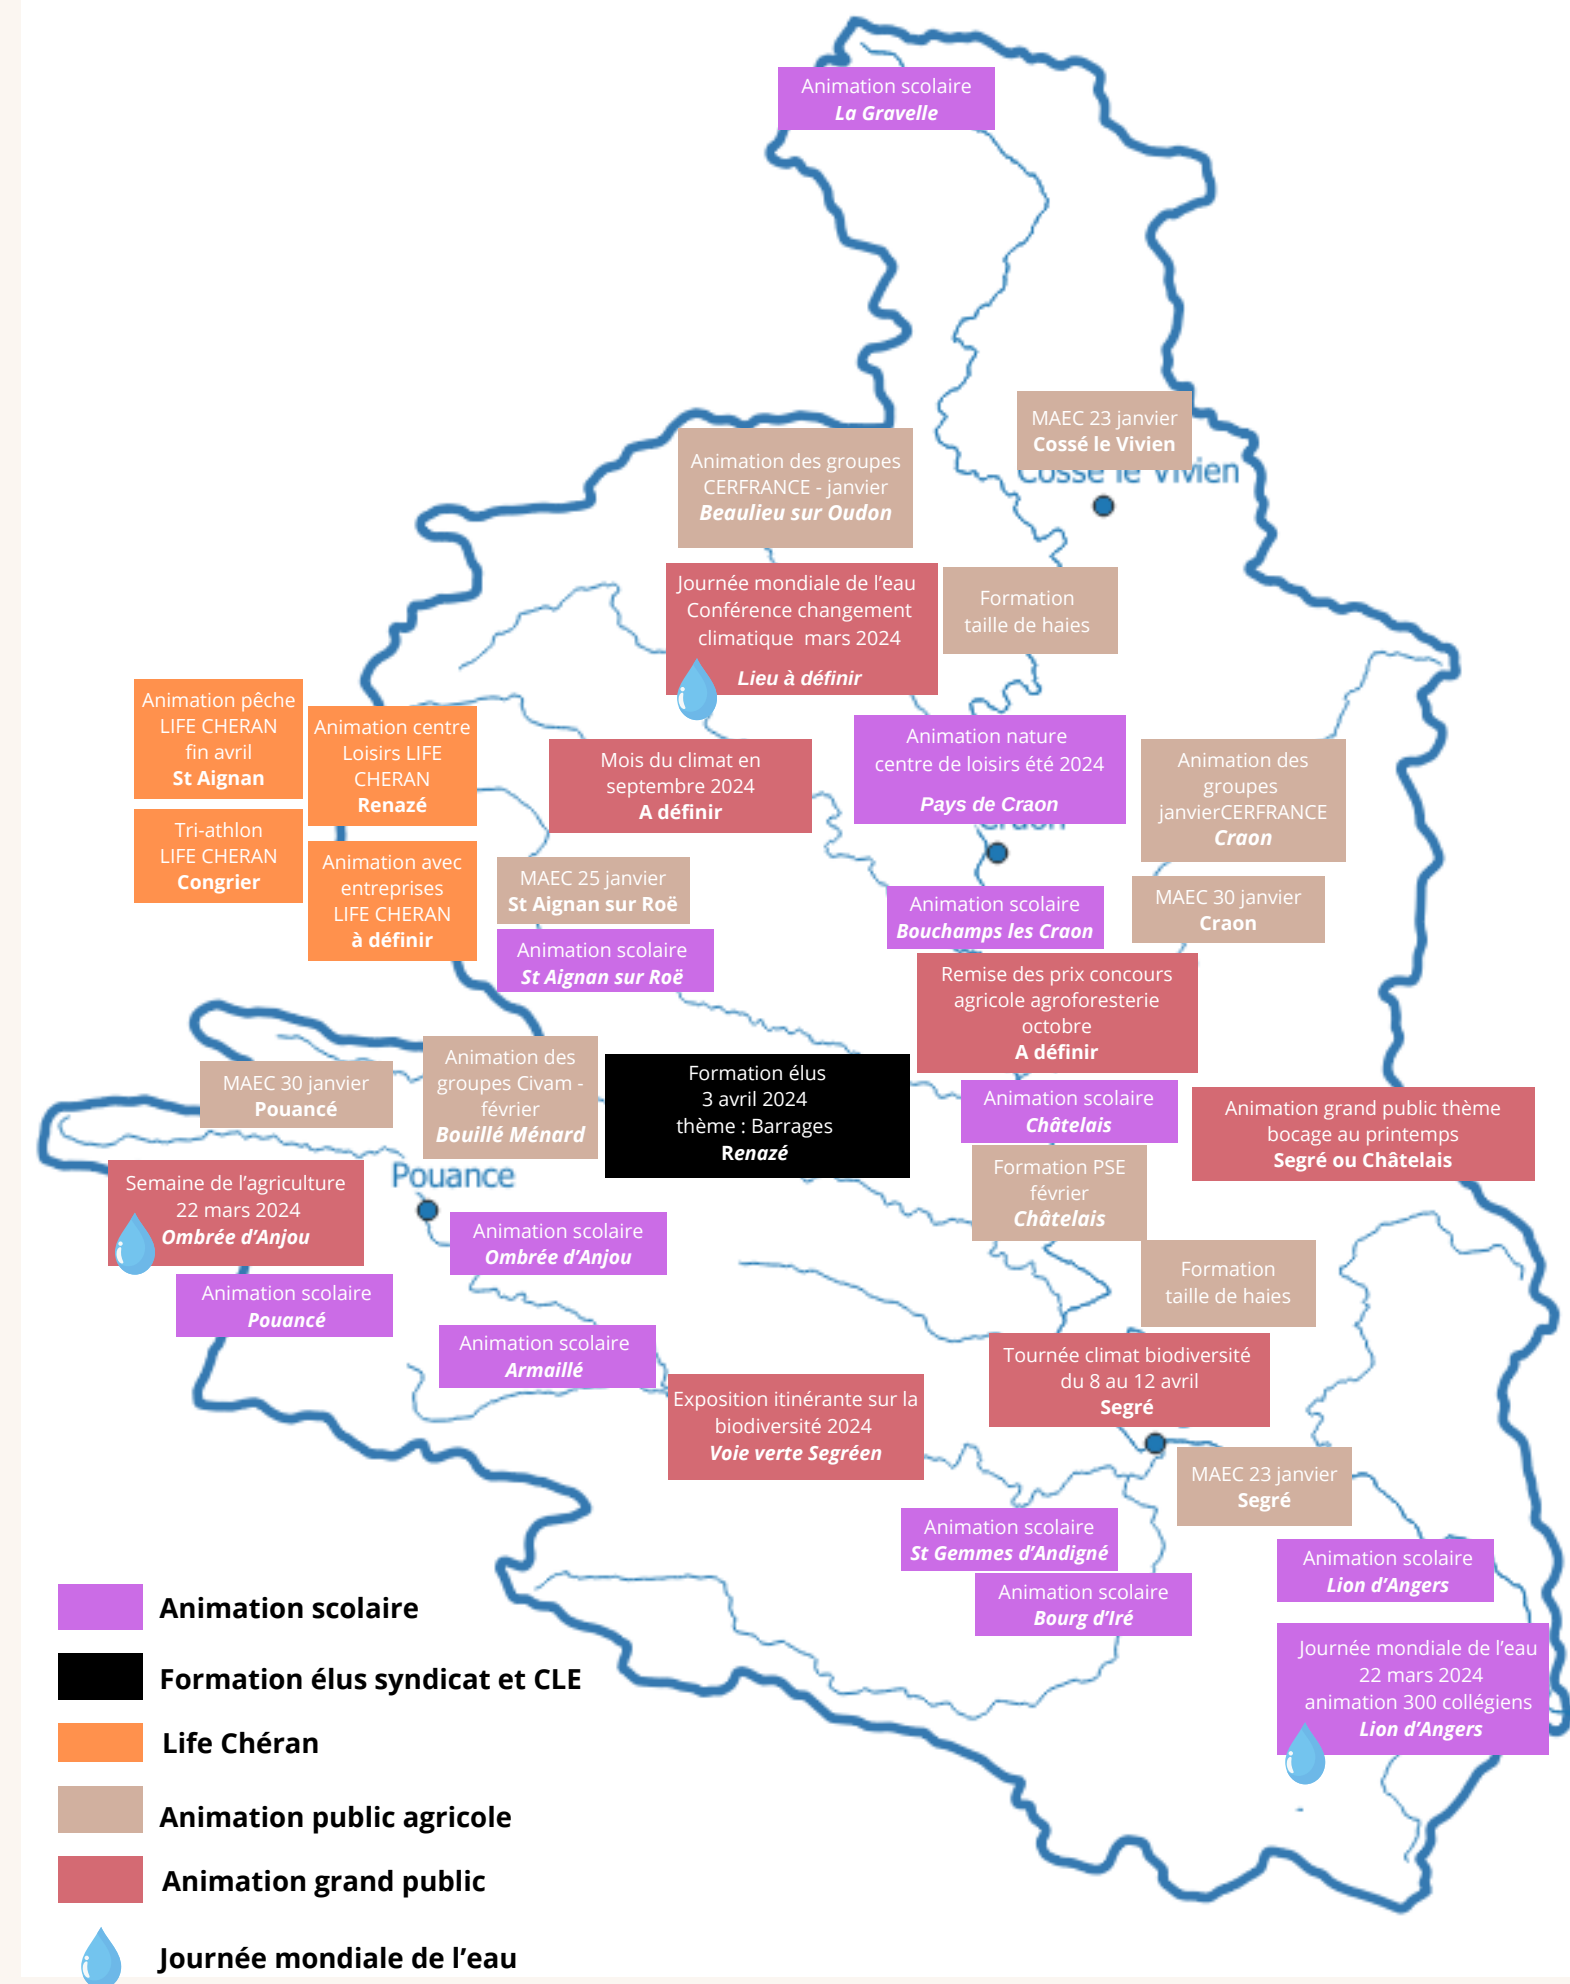 Animation scolaire
La Gravelle
MAEC 23 janvier
Cossé le Vivien
Cossé le Vivien
Animation des groupes
CERFRANCE - janvier
Beaulieu sur Oudon
Journée mondiale de l'eau
Conférence changement
climatique mars 2024
Lieu à définir
Formation
taille de haies
Animation pêche
LIFE CHERAN
fin avril
St Aignan
Animation centre
Loisirs LIFE
CHERAN
Renazé
Mois du climat en
septembre 2024
A définir
Animation nature
centre de loisirs été 2024
Pays de Craon
Craon
Animation des
groupes
janvierCERFRANCE
Craon
Tri-athlon
LIFE CHERAN
Congrier
Animation avec
entreprises
LIFE CHERAN
à définir
MAEC 25 janvier
St Aignan sur Roë
Animation scolaire
St Aignan sur Roë
Animation scolaire
Bouchamps les Craon
MAEC 30 janvier
Craon
Remise des prix concours
agricole agroforesterie
octobre
A définir
MAEC 30 janvier
Pouancé
Animation des
groupes Civam -
février
Bouillé Ménard
Formation élus
3 avril 2024
thème : Barrages
Renazé
Animation scolaire
Châtelais
Animation grand public thème
bocage au printemps
Segré ou Châtelais
Pouance
Semaine de l'agriculture
22 mars 2024
Ombrée d'Anjou
Formation PSE
février
Châtelais
Animation scolaire
Ombrée d'Anjou
Formation
taille de haies
Animation scolaire
Pouancé
Animation scolaire
Armaillé
Tournée climat biodiversité
du 8 au 12 avril
Segré
Exposition itinérante sur la
biodiversité 2024
Voie verte Segréen
MAEC 23 janvier
Segré
Animation scolaire
St Gemmes d'Andigné
Animation scolaire
Lion d'Angers
Animation scolaire
Bourg d'Iré
Journée mondiale de l'eau
22 mars 2024
animation 300 collégiens
Lion d'Angers
Animation scolaire
Formation élus syndicat et CLE
Life Chéran
Animation public agricole
Animation grand public
Journée mondiale de l'eau